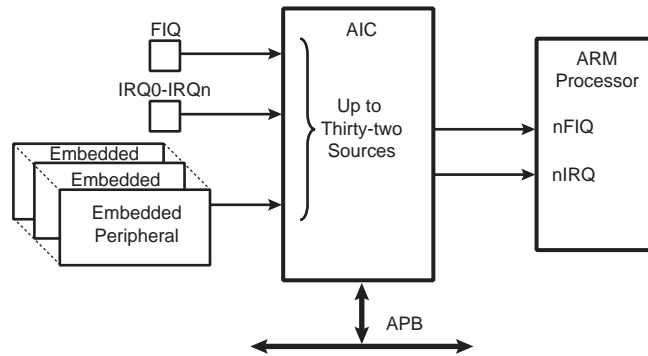 FIQ
IRQ0-IRQn
Embedded
Embedded
Embedded
Peripheral
AIC
Up to
Thirty-two
Sources
ARM
Processor
nFIQ
nIRQ
APB